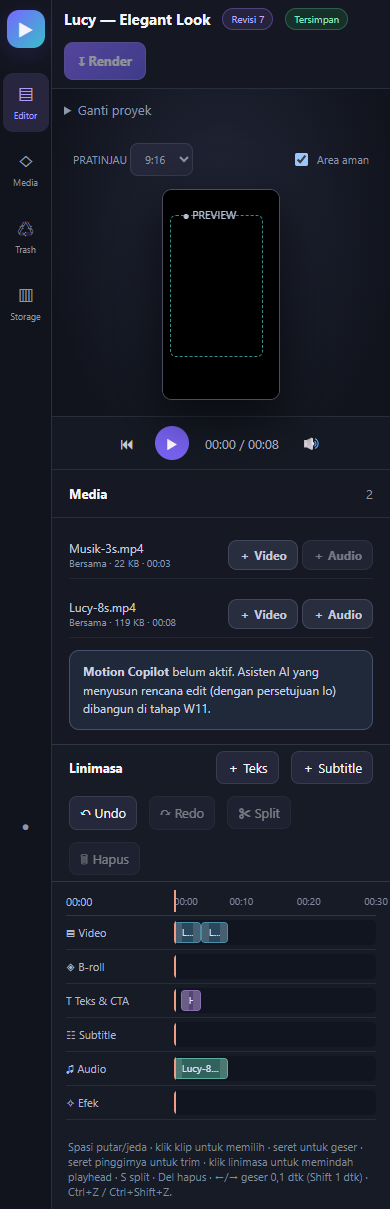 Lucy — Elegant Look
Revisi 7
Tersimpan
Render
Editor
Media
Trash
Storage
Ganti proyek
PRATINJAU
9:16
Area aman
PREVIEW
00:00 / 00:08
Media
2
Musik-3s.mp4
Bersama · 22 KB · 00:03
+ Video
+ Audio
Lucy-8s.mp4
Bersama · 119 KB · 00:08
+ Video
+ Audio
Motion Copilot belum aktif. Asisten AI yang
menyusun rencana edit (dengan persetujuan lo)
dibangun di tahap W11.
Linimasa
+ Teks
+ Subtitle
Undo
Redo
Split
Hapus
00:00
00:00
00:10
00:20
00:30
Video
L...
L...
B-roll
T Teks & CTA
Subtitle
Audio
Lucy-8...
Efek
Spasi putar/jeda · klik klip untuk memilih · seret untuk geser ·
seret pinggirnya untuk trim · klik linimasa untuk memindah
playhead · S split · Del hapus · ←/→ geser 0,1 dtk (Shift 1 dtk) ·
Ctrl+Z / Ctrl+Shift+Z.